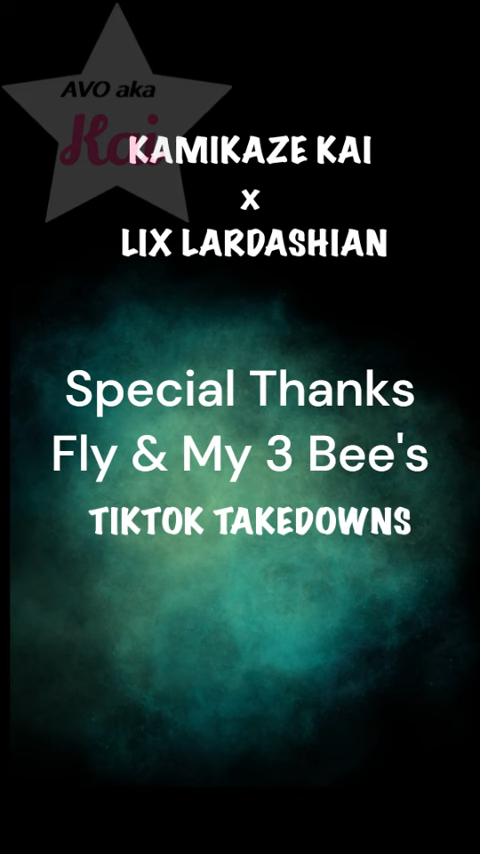 AVO aka
Kai
KAMIKAZE KAI
x
LIX LARDASHIAN
Special Thanks
Fly & My 3 Bee's
TIKTOK TAKEDOWNS